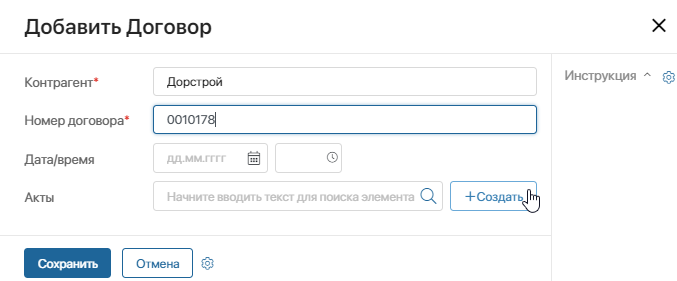 Добавить Договор
Инструкция
Контрагент* Дорстрой
Номер договора* 0010178
Дата/время дд.мм.гггг
Акты Начните вводить текст для поиска элемента +Создать
Сохранить Отмена